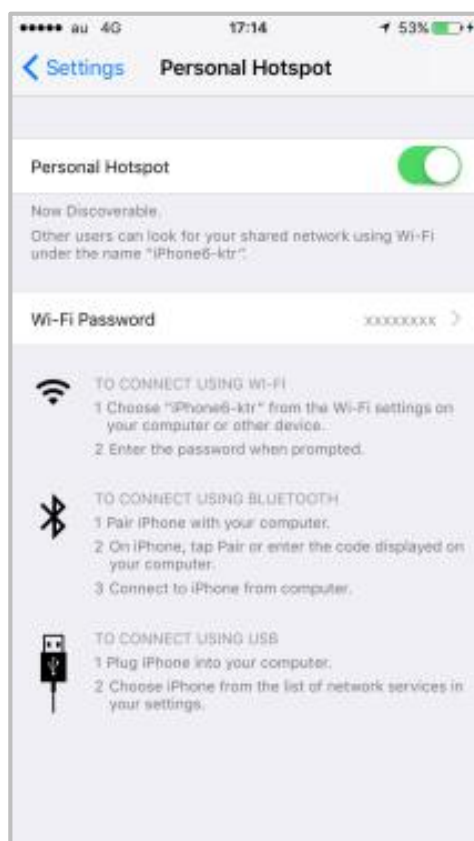 au 4G 17:14 53%
Settings Personal Hotspot
Personal Hotspot
Now Discoverable.
Other users can look for your shared network using Wi-Fi
under the name "iPhone6-ktr".
Wi-Fi Password xxxxxxxx
TO CONNECT USING WI-FI
1 Choose "iPhone6-ktr" from the Wi-Fi settings on
your computer or other device.
2 Enter the password when prompted.
TO CONNECT USING BLUETOOTH
1 Pair iPhone with your computer.
2 On iPhone, tap Pair or enter the code displayed on
your computer.
3 Connect to iPhone from computer.
TO CONNECT USING USB
1 Plug iPhone into your computer.
2 Choose iPhone from the list of network services in
your settings.